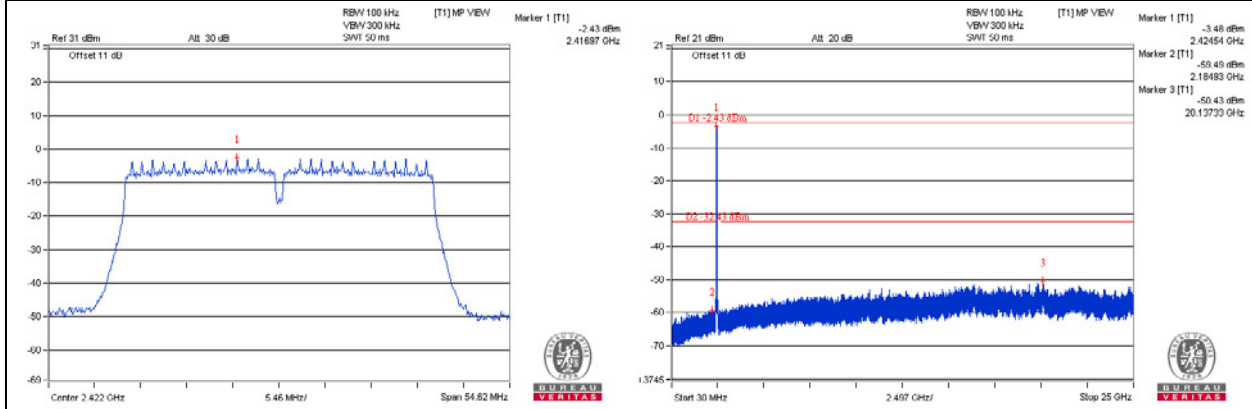 RBW 100 kHz [T1] MP VIEW
VBW 300 kHz
Ref 31 dBm Att 30 dB SWT 50 ms
Marker 1 [T1]
-2.43 dBm
2.41697 GHz
31
Offset 11 dB
20
10
1
0
-10
-20
-30
-40
-50
-60
-69
Center 2.422 GHz 5.46 MHz/ Span 54.62 MHz
1828
BUREAU
VERITAS
RBW 100 kHz [T1] MP VIEW
VBW 300 kHz
Ref 21 dBm Att 20 dB SWT 50 ms
Marker 1 [T1]
-3.48 dBm
2.42454 GHz
Marker 2 [T1]
-59.49 dBm
2.18493 GHz
Marker 3 [T1]
-50.43 dBm
20.13733 GHz
21
Offset 11 dB
10
1
0
D1 -2.43 dBm
-10
-20
-30
D2 -32.43 dBm
-40
3
-50
2
-60
-70
1.3745
Start 30 MHz 2.497 GHz/ Stop 25 GHz
1828
BUREAU
VERITAS